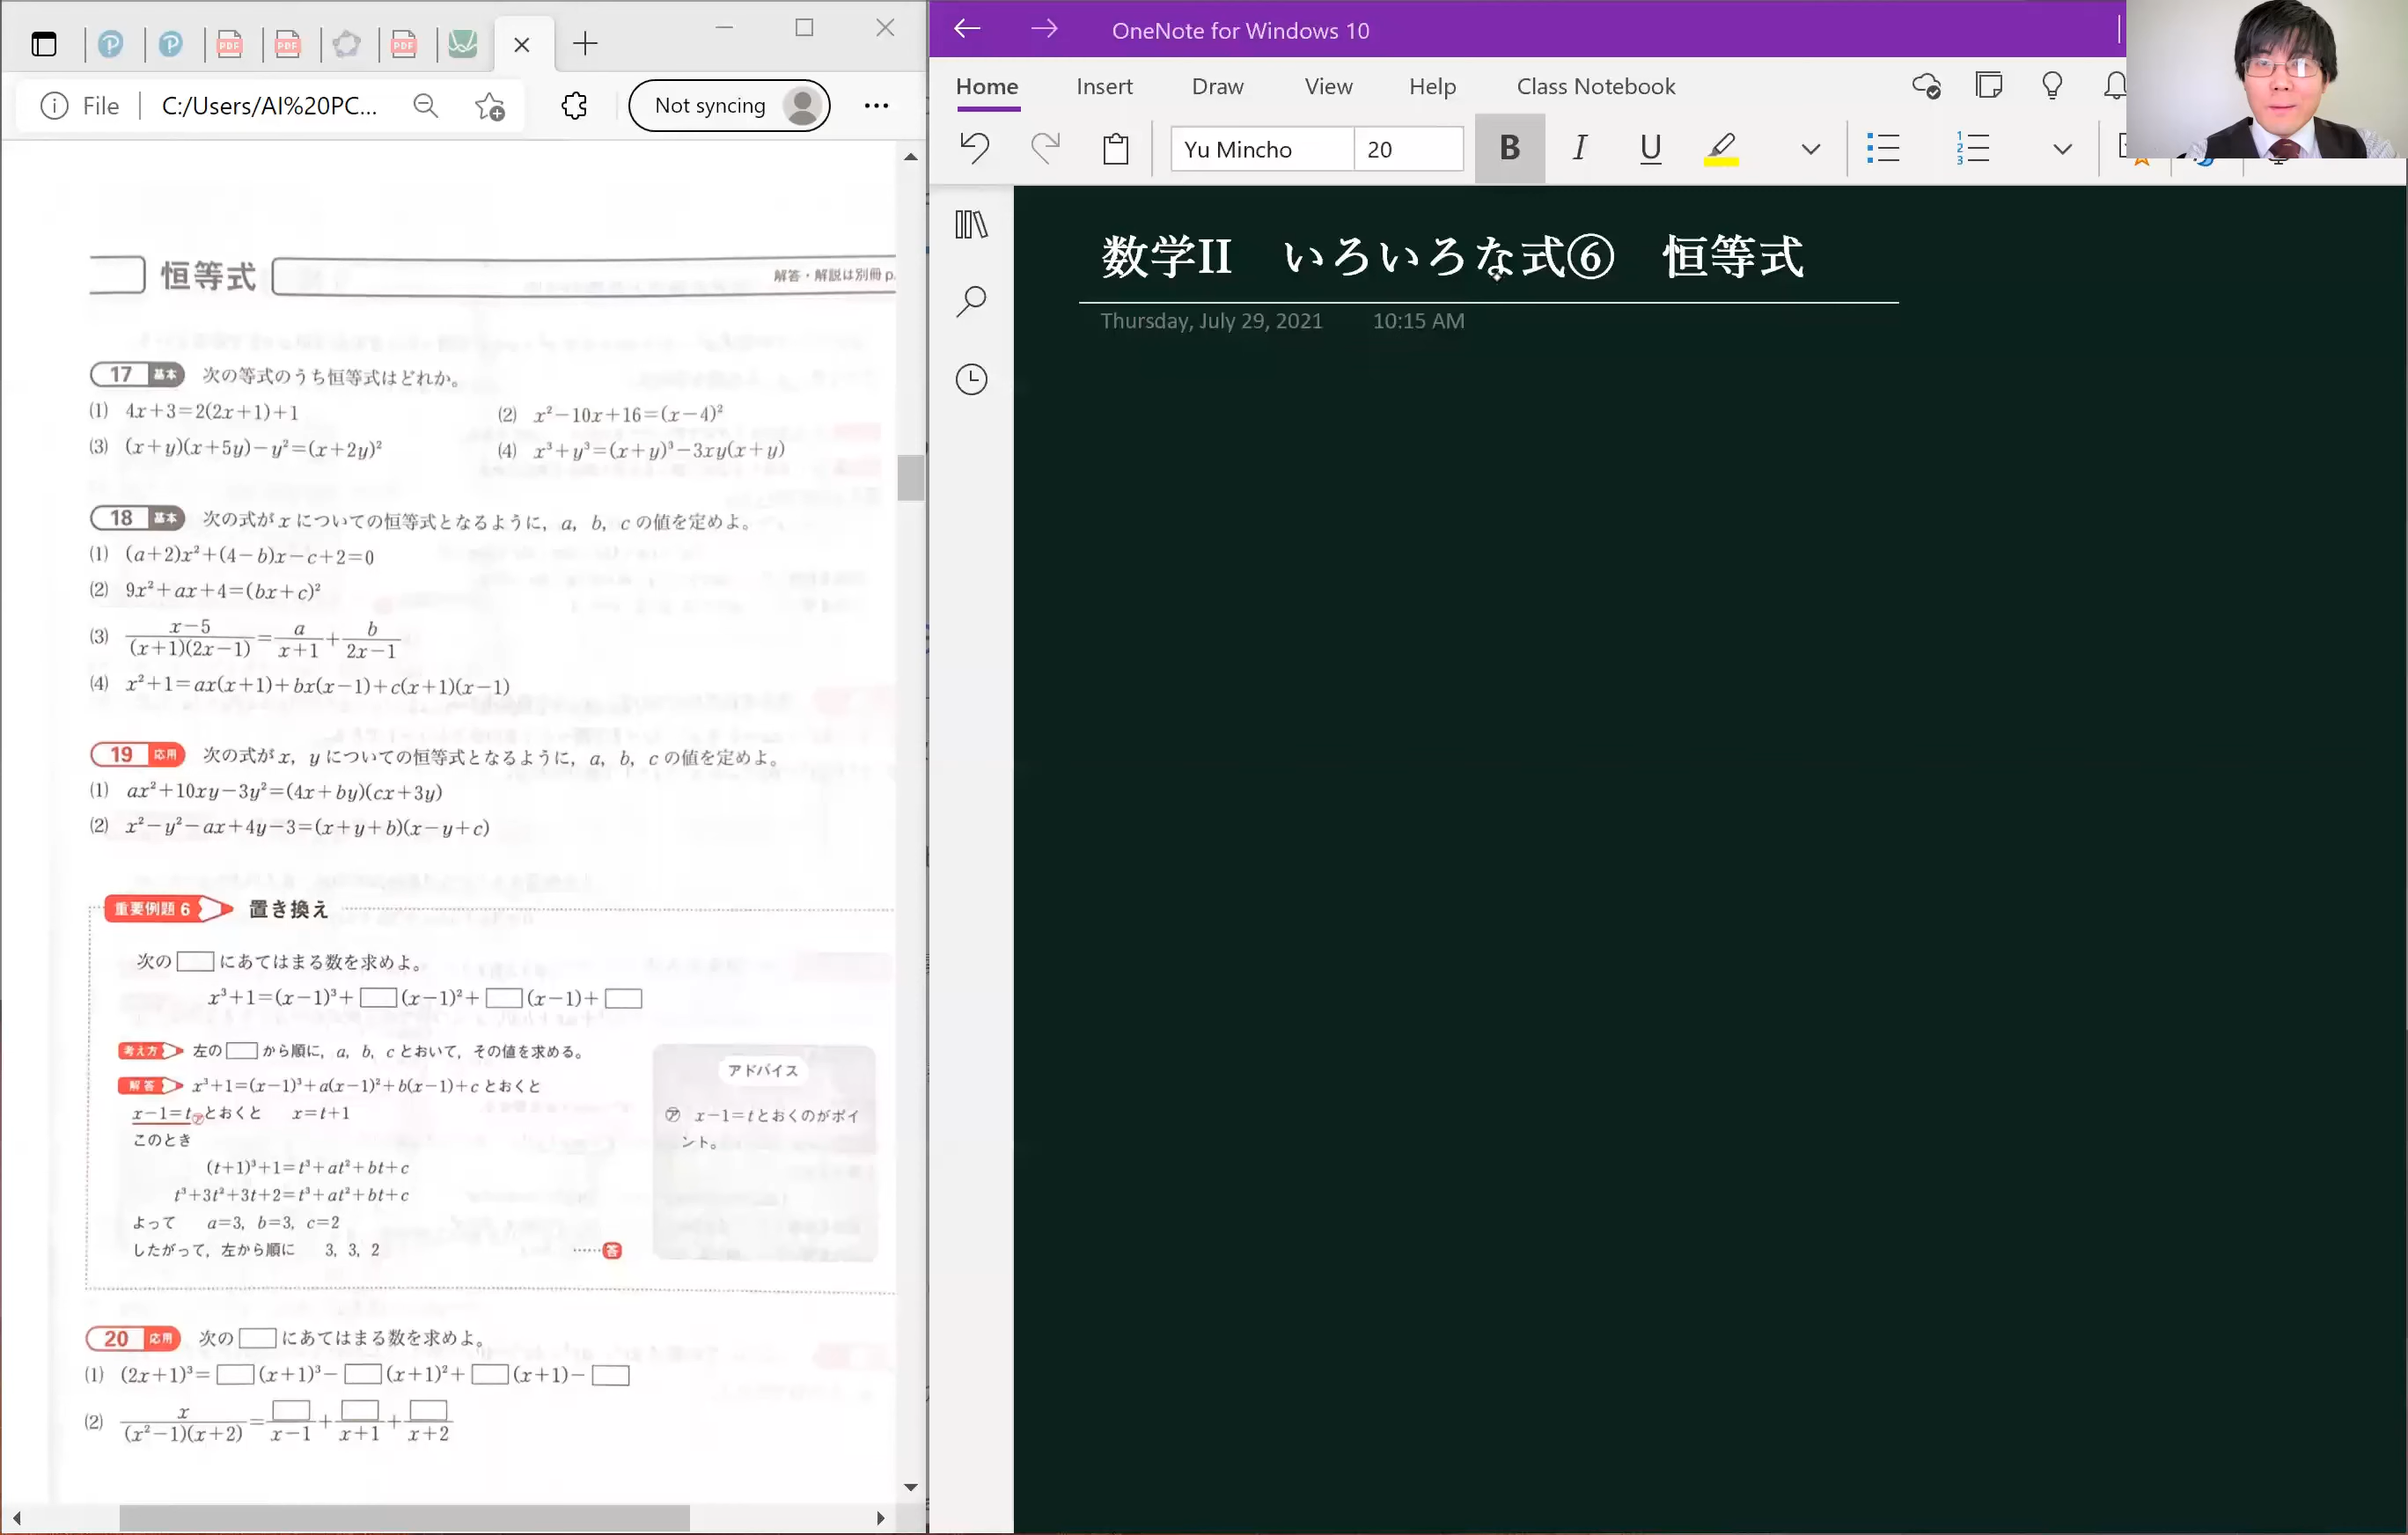 File
C:/Users/AI%20PC...
Not syncing
恒等式
解答・解説は別冊p.
17 基本 次の等式のうち恒等式はどれか。
(1) 4x+3=2(2x+1)+1
(2) x²−10x+16=(x−4)²
(3) (x+y)(x+5y)−y²=(x+2y)²
(4) x³+y³=(x+y)³−3xy(x+y)
18 基本 次の式が x についての恒等式となるように, a, b, c の値を定めよ。
(1) (a+2)x²+(4−b)x−c+2=0
(2) 9x²+ax+4=(bx+c)²
(3) x−5/(x+1)(2x−1)=a/x+1+b/2x−1
(4) x²+1=ax(x+1)+bx(x−1)+c(x+1)(x−1)
19 応用 次の式が x, y についての恒等式となるように, a, b, c の値を定めよ。
(1) ax²+10xy−3y²=(4x+by)(cx+3y)
(2) x²−y²−ax+4y−3=(x+y+b)(x−y+c)
重要例題 6 置き換え
次の□にあてはまる数を求めよ。
x³+1=(x−1)³+□(x−1)²+□(x−1)+□
考え方 左の□から順に, a, b, c とおいて, その値を求める。
解答 x³+1=(x−1)³+a(x−1)²+b(x−1)+c とおくと
x−1=t㋐とおくと x=t+1
このとき
(t+1)³+1=t³+at²+bt+c
t³+3t²+3t+2=t³+at²+bt+c
よって a=3, b=3, c=2
したがって, 左から順に 3, 3, 2 ……答
アドバイス
㋐ x−1=tとおくのがポイ
ント。
20 応用 次の□にあてはまる数を求めよ。
(1) (2x+1)³=□(x+1)³−□(x+1)²+□(x+1)−□
(2) x/(x²−1)(x+2)=□/x−1+□/x+1+□/x+2
OneNote for Windows 10
Home Insert Draw View Help Class Notebook
Yu Mincho 20 B I U
数学II いろいろな式⑥ 恒等式
Thursday, July 29, 2021 10:15 AM